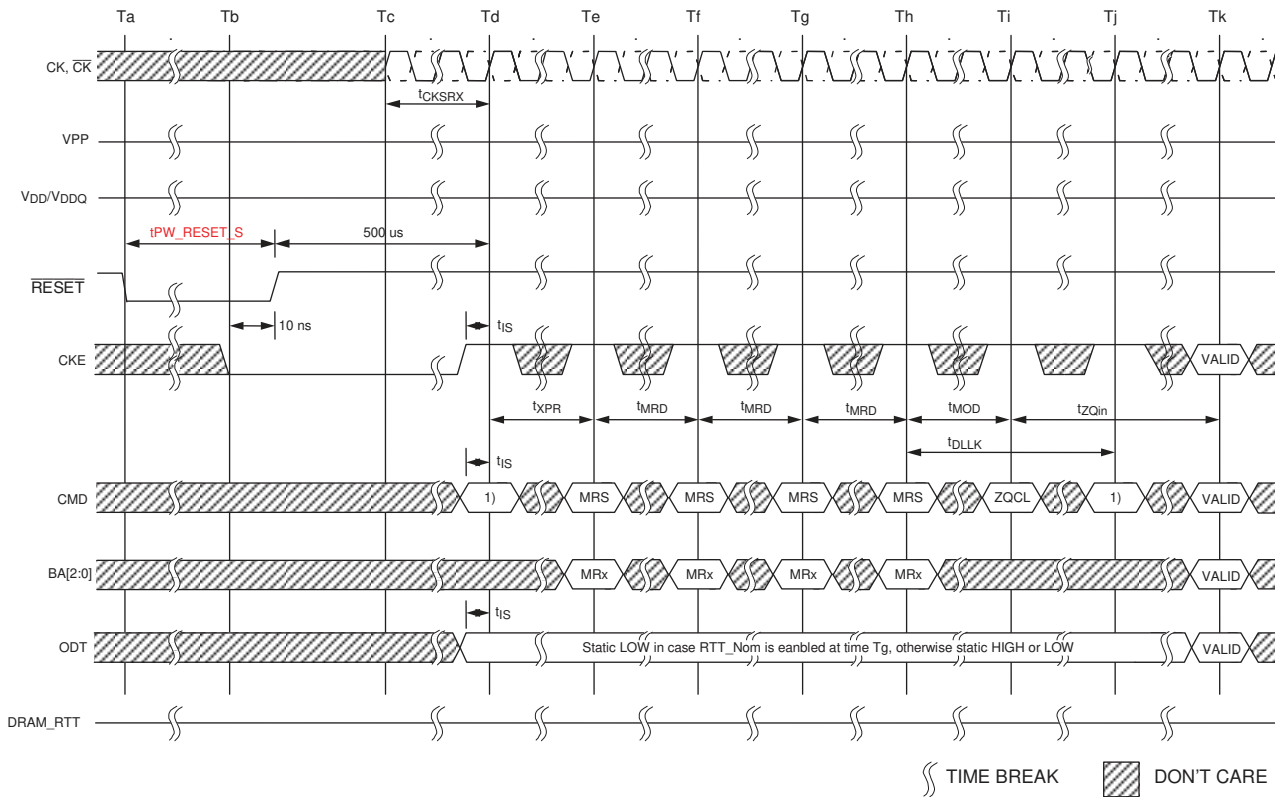 Ta Tb Tc Td Te Tf Tg Th Ti Tj Tk
CK, CK
tCKSRX
VPP
VDD/VDDQ
tPW_RESET_S 500 us
RESET
10 ns tIS
CKE VALID
tXPR tMRD tMRD tMRD tMOD tZQin
tDLLK
tIS
CMD 1) MRS MRS MRS MRS ZQCL 1) VALID
BA[2:0] MRx MRx MRx MRx VALID
tIS
ODT Static LOW in case RTT_Nom is eanbled at time Tg, otherwise static HIGH or LOW VALID
DRAM_RTT
TIME BREAK DON'T CARE